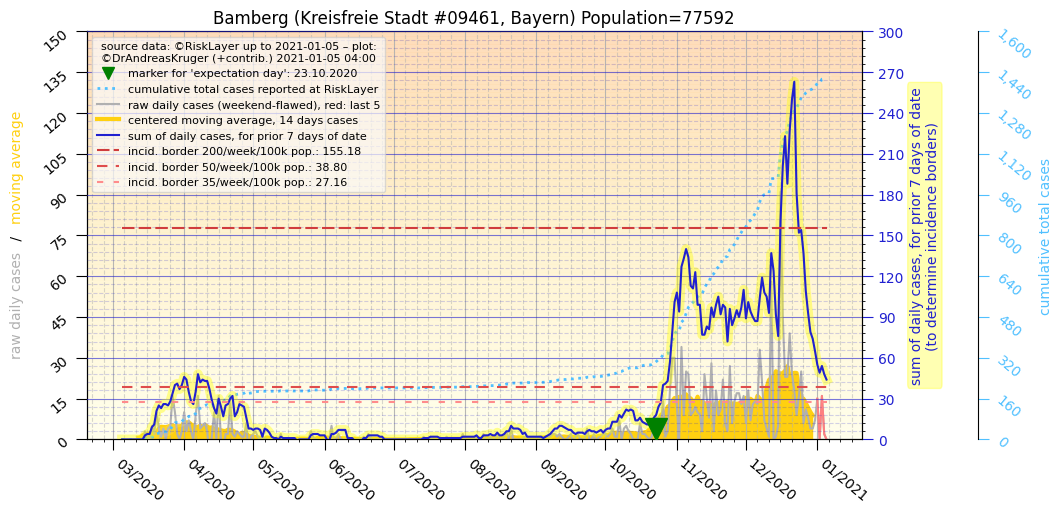 Bamberg (Kreisfreie Stadt #09461, Bayern) Population=77592
source data: ©RiskLayer up to 2021-01-05 – plot:
©DrAndreasKruger (+contrib.) 2021-01-05 04:00
marker for 'expectation day': 23.10.2020
cumulative total cases reported at RiskLayer
raw daily cases (weekend-flawed), red: last 5
centered moving average, 14 days cases
sum of daily cases, for prior 7 days of date
incid. border 200/week/100k pop.: 155.18
incid. border 50/week/100k pop.: 38.80
incid. border 35/week/100k pop.: 27.16
raw daily cases / moving average
150
135
120
105
90
75
60
45
30
15
0
03/2020
04/2020
05/2020
06/2020
07/2020
08/2020
09/2020
10/2020
11/2020
12/2020
01/2021
300
270
240
210
180
150
120
90
60
30
0
sum of daily cases, for prior 7 days of date
(to determine incidence borders)
1,600
1,440
1,280
1,120
960
800
640
480
320
160
0
cumulative total cases